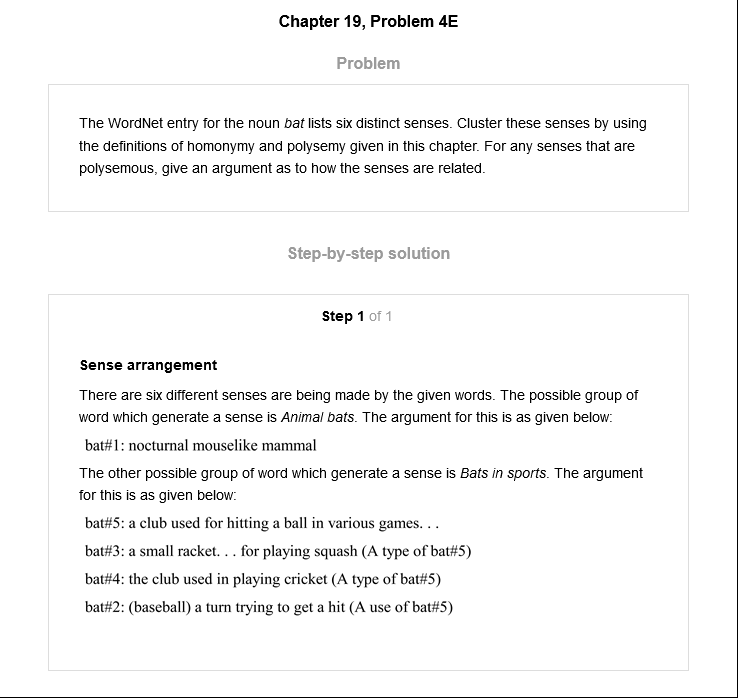 Chapter 19, Problem 4E
Problem
The WordNet entry for the noun bat lists six distinct senses. Cluster these senses by using
the definitions of homonymy and polysemy given in this chapter. For any senses that are
polysemous, give an argument as to how the senses are related.
Step-by-step solution
Step 1 of 1
Sense arrangement
There are six different senses are being made by the given words. The possible group of
word which generate a sense is Animal bats. The argument for this is as given below:
bat#1: nocturnal mouselike mammal
The other possible group of word which generate a sense is Bats in sports. The argument
for this is as given below:
bat#5: a club used for hitting a ball in various games. . .
bat#3: a small racket. . . for playing squash (A type of bat#5)
bat#4: the club used in playing cricket (A type of bat#5)
bat#2: (baseball) a turn trying to get a hit (A use of bat#5)